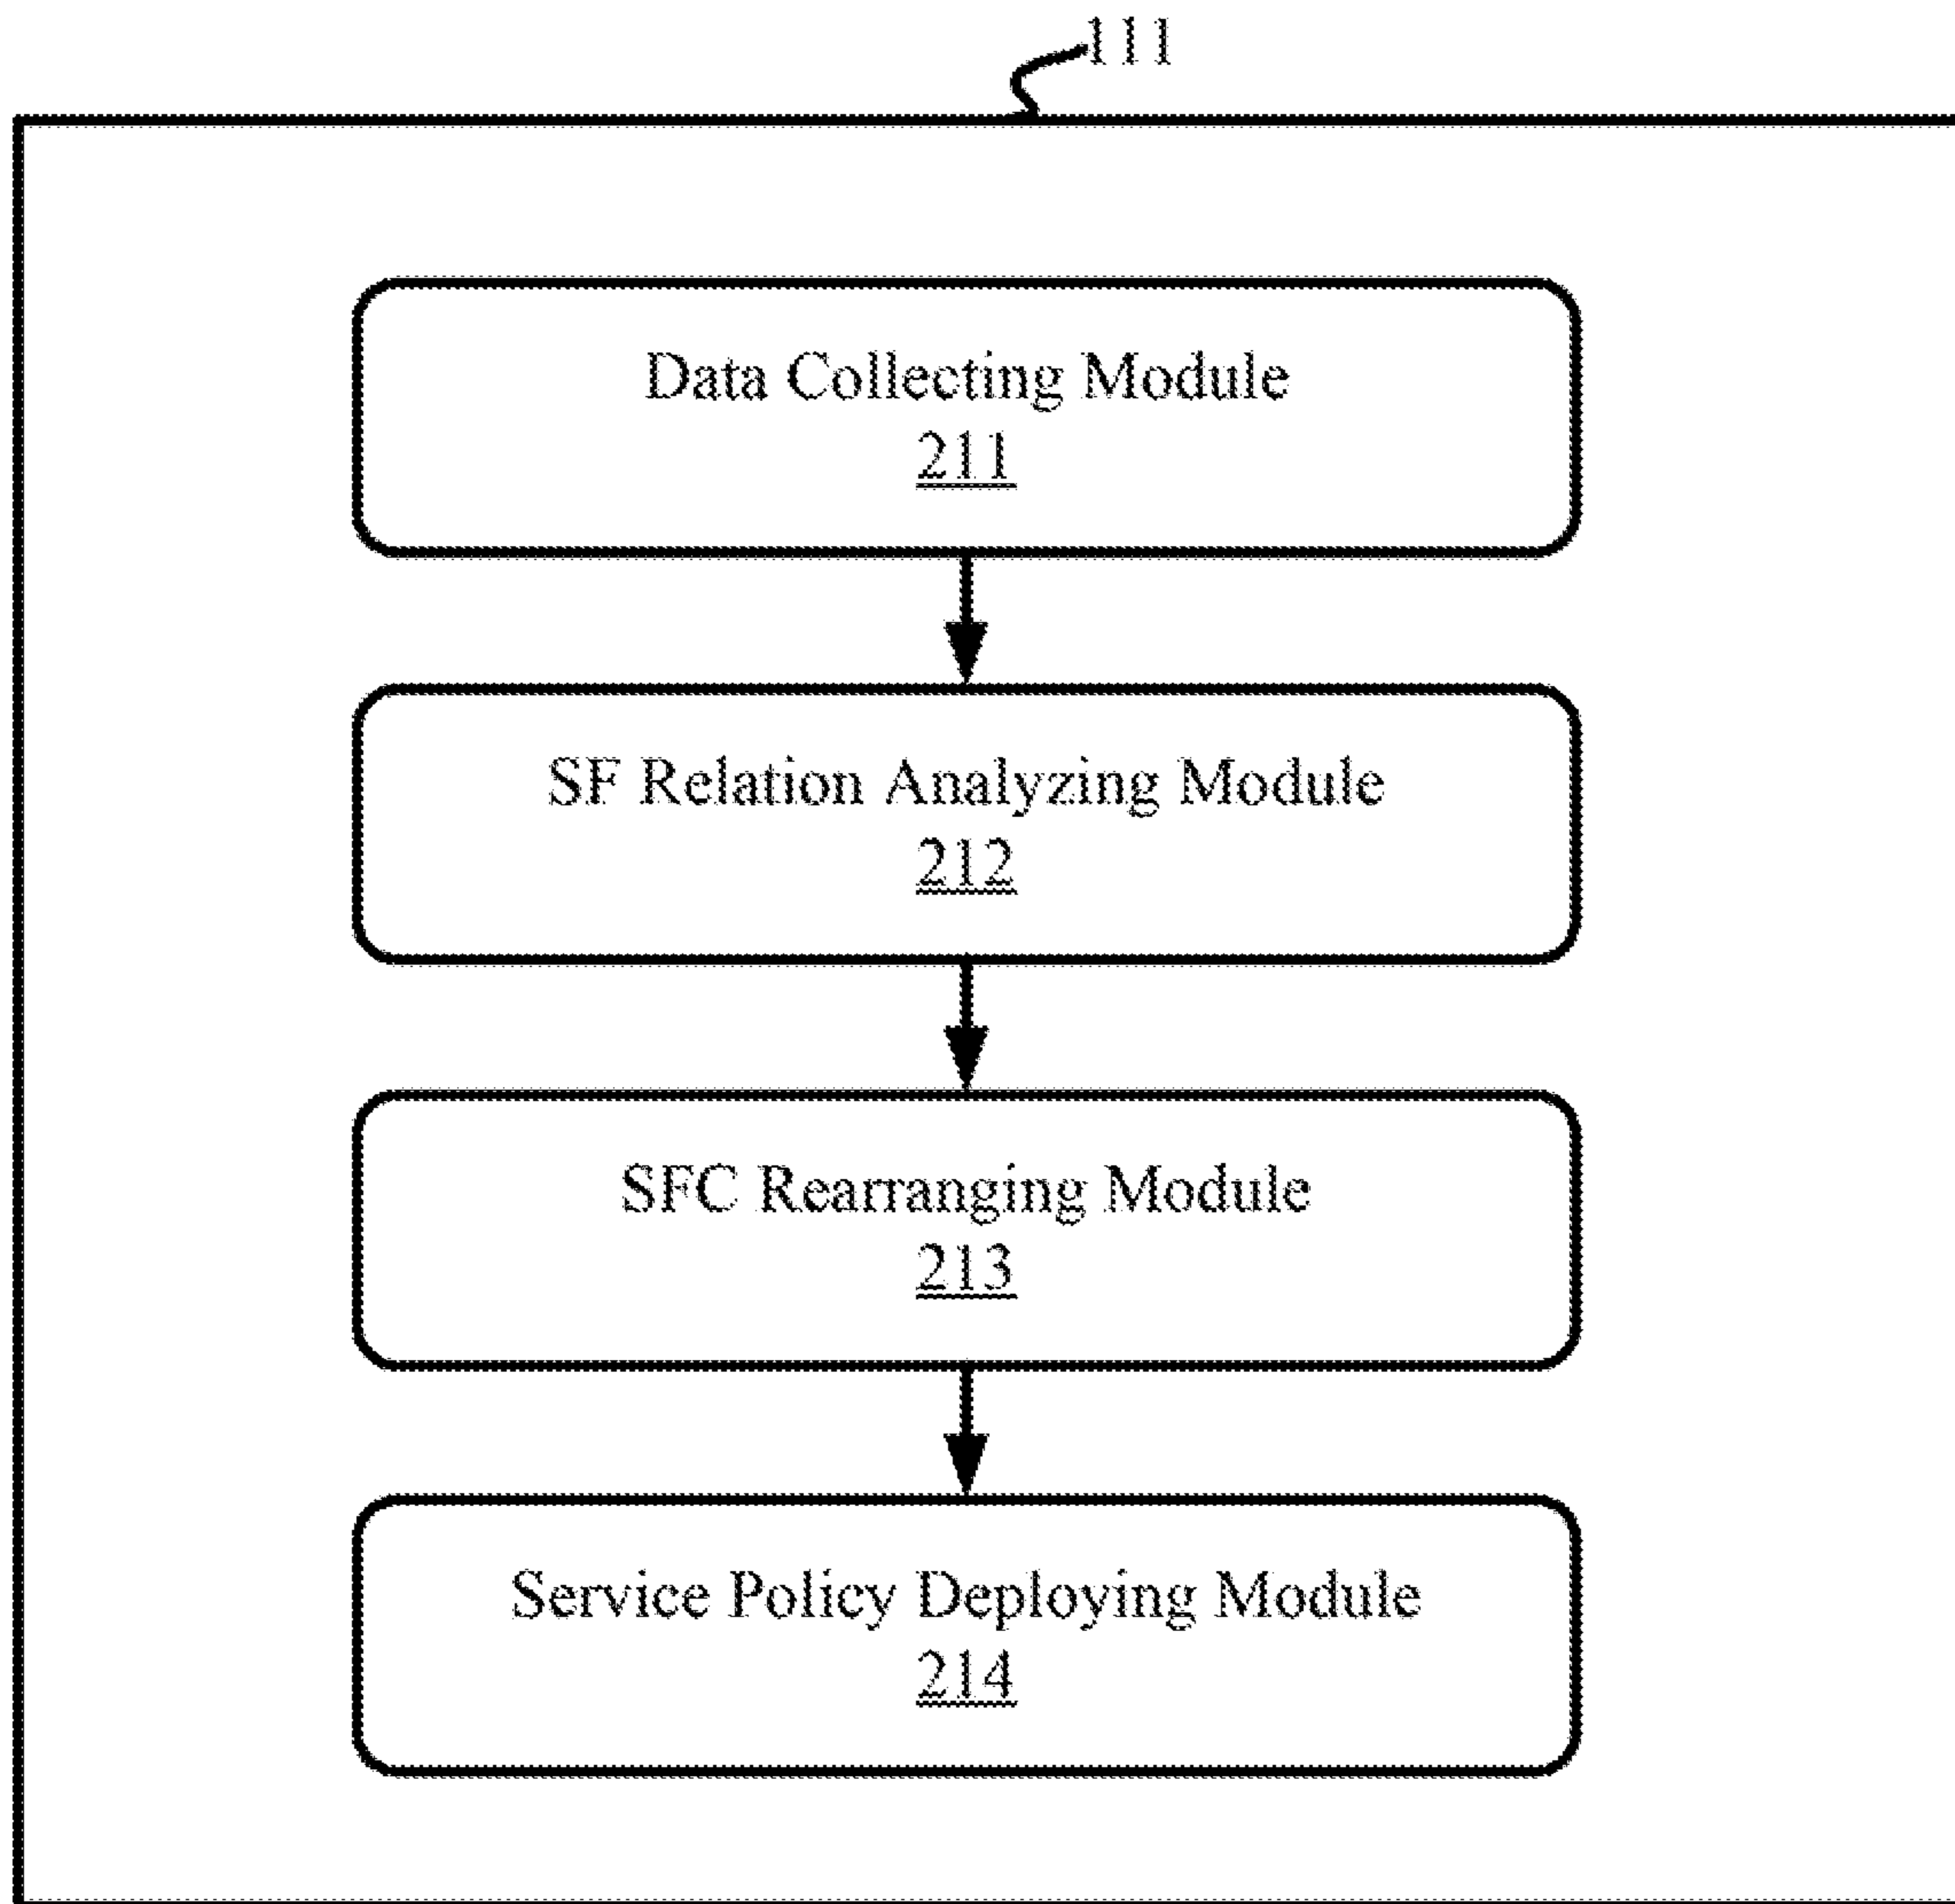 111
Data Collecting Module
211
SF Relation Analyzing Module
212
SFC Rearranging Module
213
Service Policy Deploying Module
214